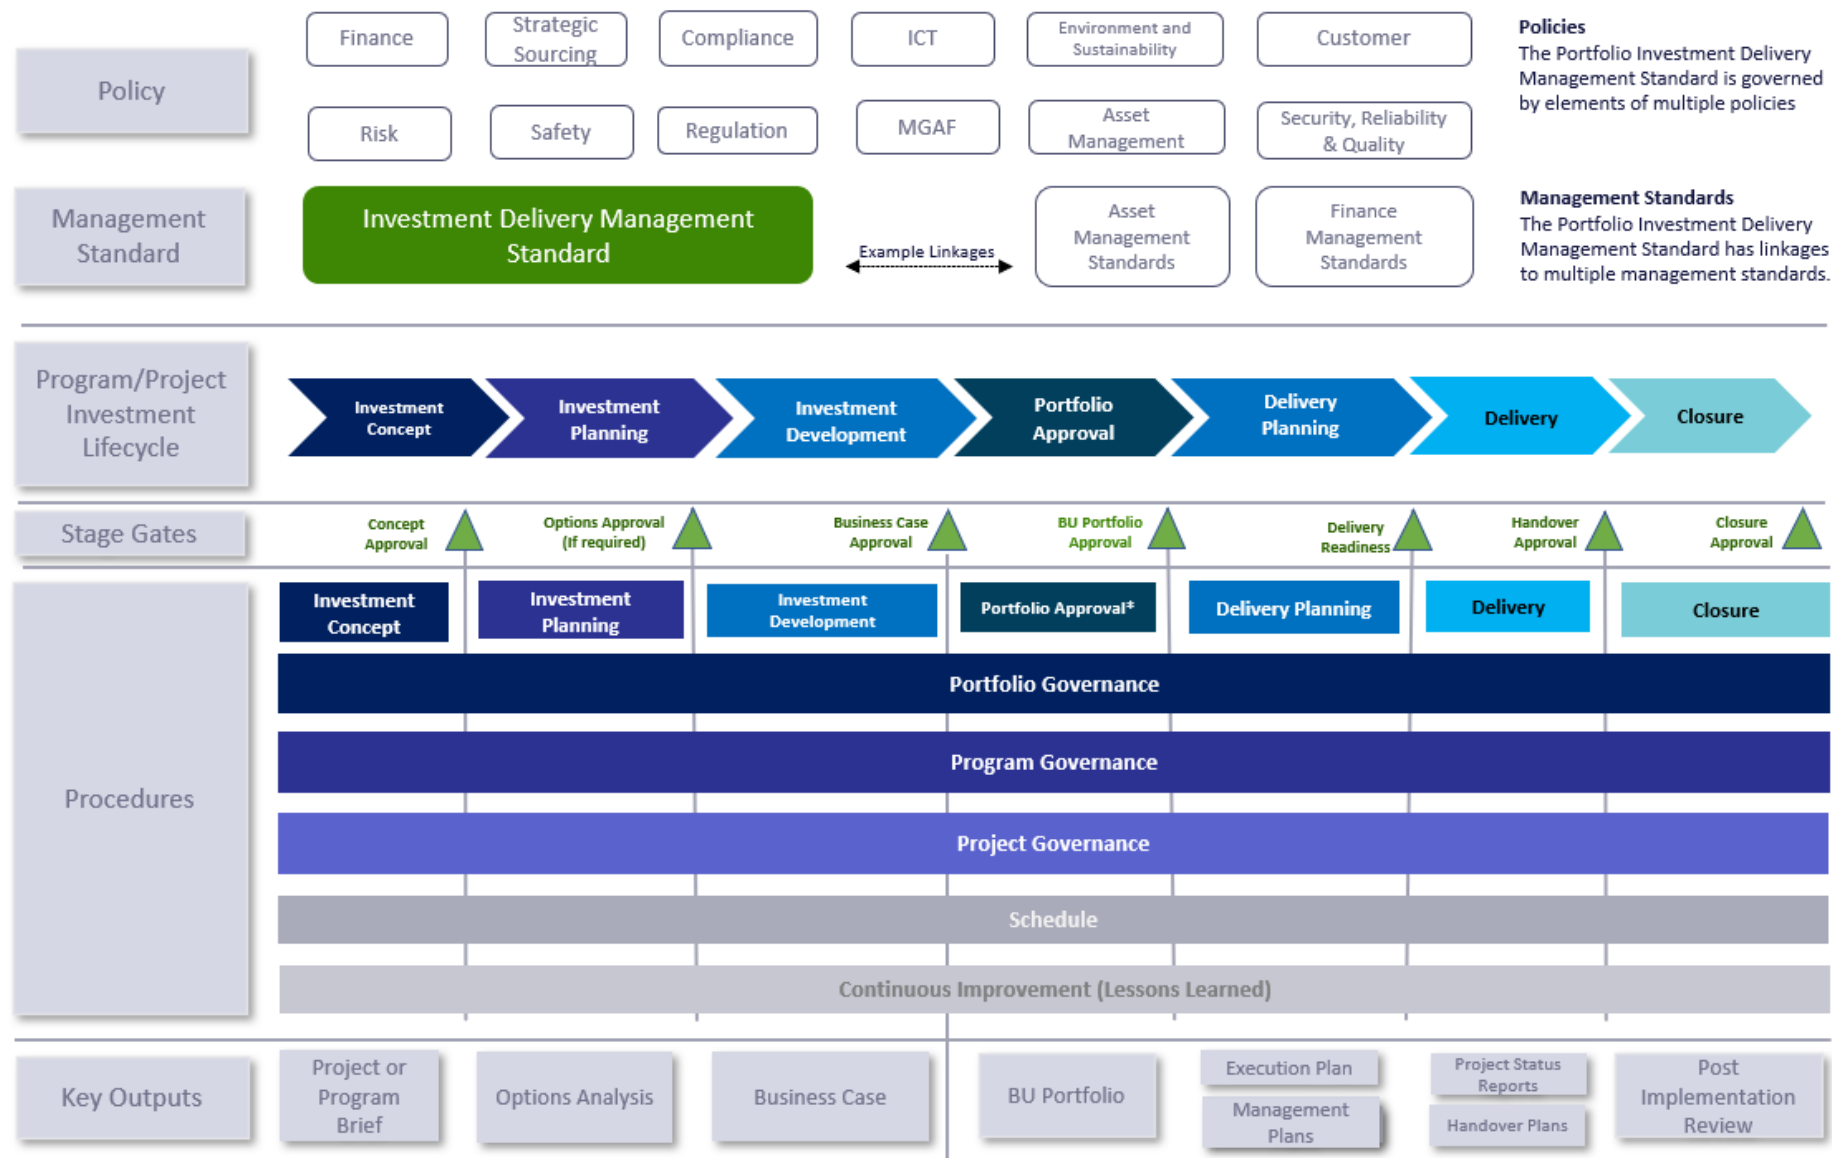 Policy
Finance
Strategic
Sourcing
Compliance
ICT
Environment and
Sustainability
Customer
Risk
Safety
Regulation
MGAF
Asset
Management
Security, Reliability
& Quality
Policies
The Portfolio Investment Delivery
Management Standard is governed
by elements of multiple policies
Management
Standard
Investment Delivery Management
Standard
Example Linkages
Asset
Management
Standards
Finance
Management
Standards
Management Standards
The Portfolio Investment Delivery
Management Standard has linkages
to multiple management standards.
Program/Project
Investment
Lifecycle
Investment
Concept
Investment
Planning
Investment
Development
Portfolio
Approval
Delivery
Planning
Delivery
Closure
Stage Gates
Concept
Approval
Options Approval
(If required)
Business Case
Approval
BU Portfolio
Approval
Delivery
Readiness
Handover
Approval
Closure
Approval
Procedures
Investment
Concept
Investment
Planning
Investment
Development
Portfolio Approval*
Delivery Planning
Delivery
Closure
Portfolio Governance
Program Governance
Project Governance
Schedule
Continuous Improvement (Lessons Learned)
Key Outputs
Project or
Program
Brief
Options Analysis
Business Case
BU Portfolio
Execution Plan
Management
Plans
Project Status
Reports
Handover Plans
Post
Implementation
Review